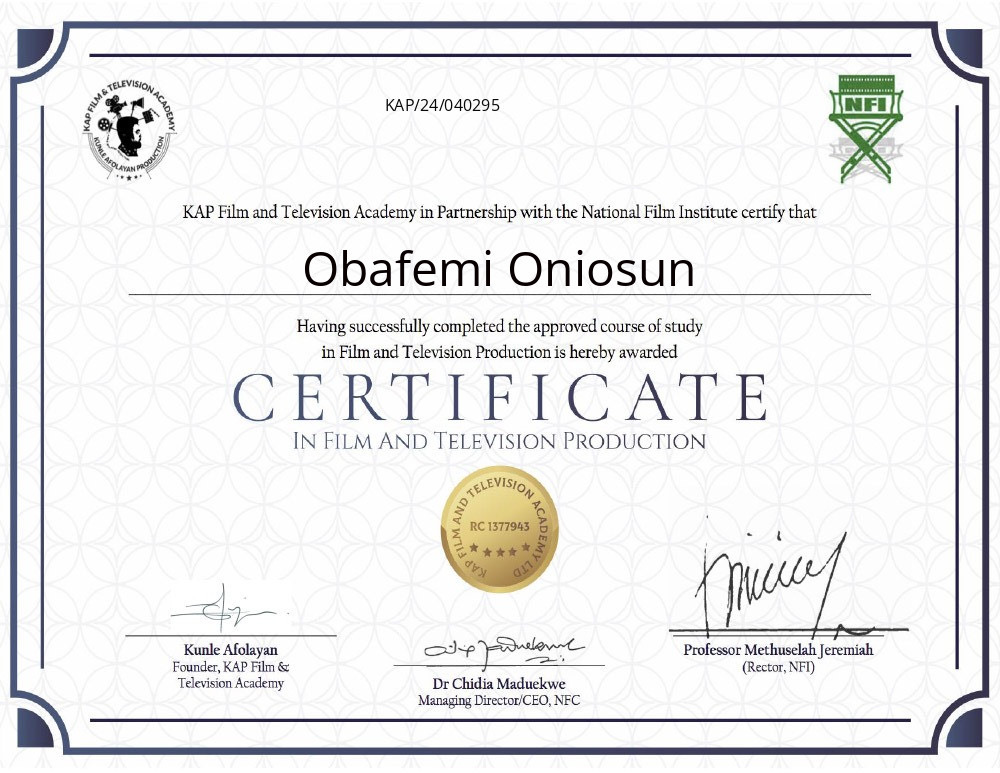 KAP FILM & TELEVISION ACADEMY
KUNLE AFOLAYAN PRODUCTION
KAP/24/040295
NFI
KAP Film and Television Academy in Partnership with the National Film Institute certify that
Obafemi Oniosun
Having successfully completed the approved course of study
in Film and Television Production is hereby awarded
CERTIFICATE
IN FILM AND TELEVISION PRODUCTION
KAP FILM AND TELEVISION ACADEMY LTD
RC 1377943
Kunle Afolayan
Founder, KAP Film &
Television Academy
Dr Chidia Maduekwe
Managing Director/CEO, NFC
Professor Methuselah Jeremiah
(Rector, NFI)